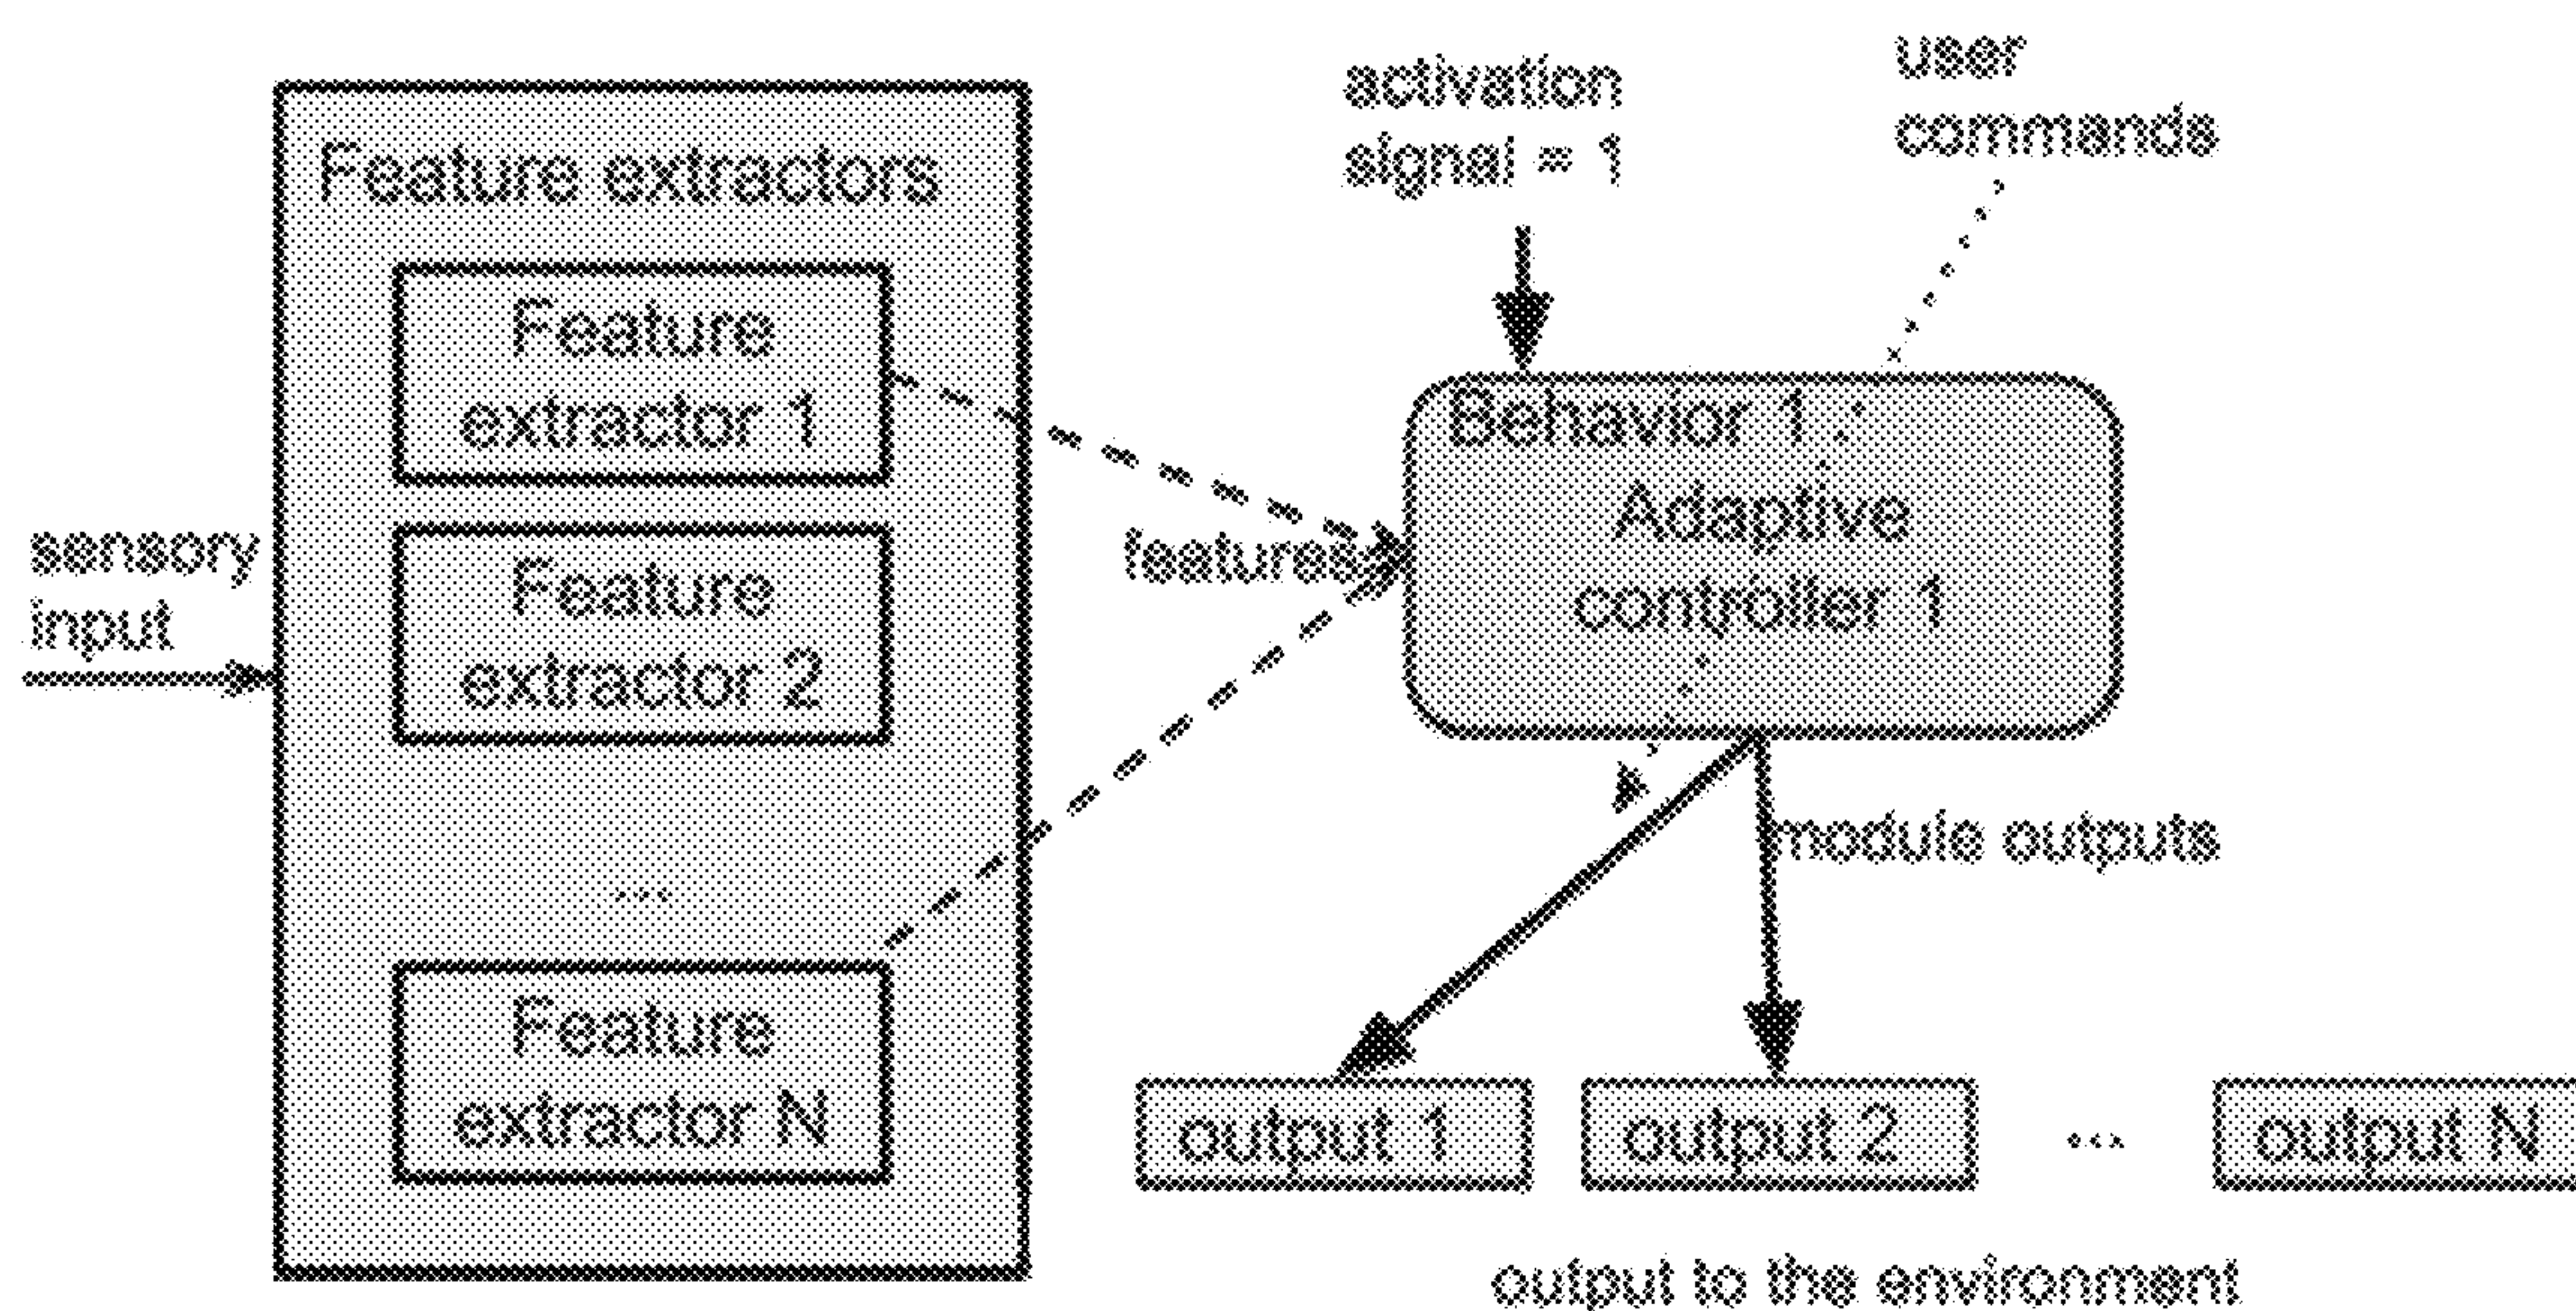 sensory
input
Feature extractors
Feature
extractor 1
Feature
extractor 2
...
Feature
extractor N
features
activation
signal = 1
user
commands
Behavior 1 :
Adaptive
controller 1
module outputs
output 1
output 2
...
output N
output to the environment